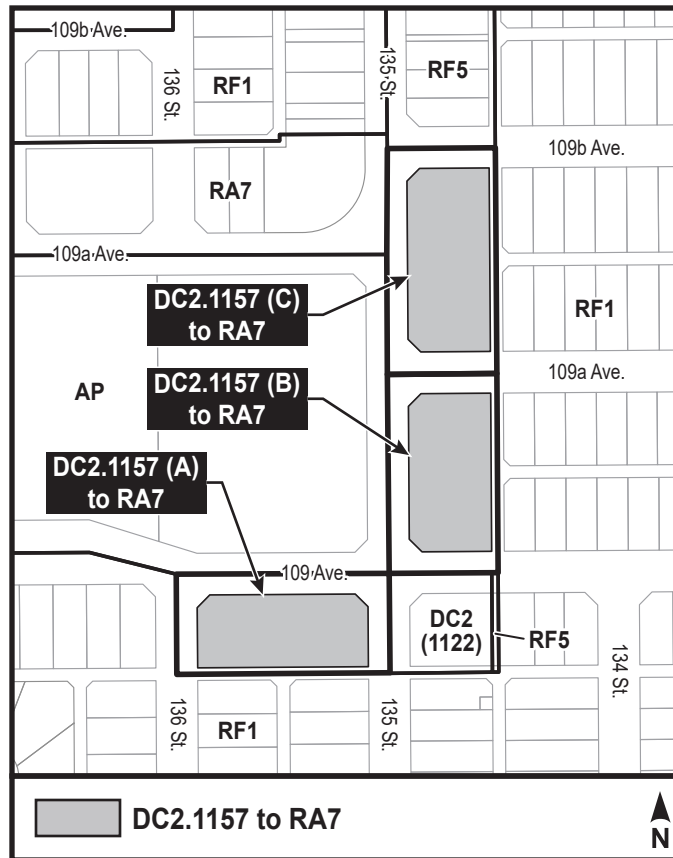 109b Ave.
136 St.
RF1
135 St.
RF5
109b Ave.
RA7
109a Ave.
DC2.1157 (C)
to RA7
RF1
AP
DC2.1157 (B)
to RA7
109a Ave.
DC2.1157 (A)
to RA7
109 Ave.
DC2
(1122)
RF5
134 St.
136 St.
RF1
135 St.
DC2.1157 to RA7
N